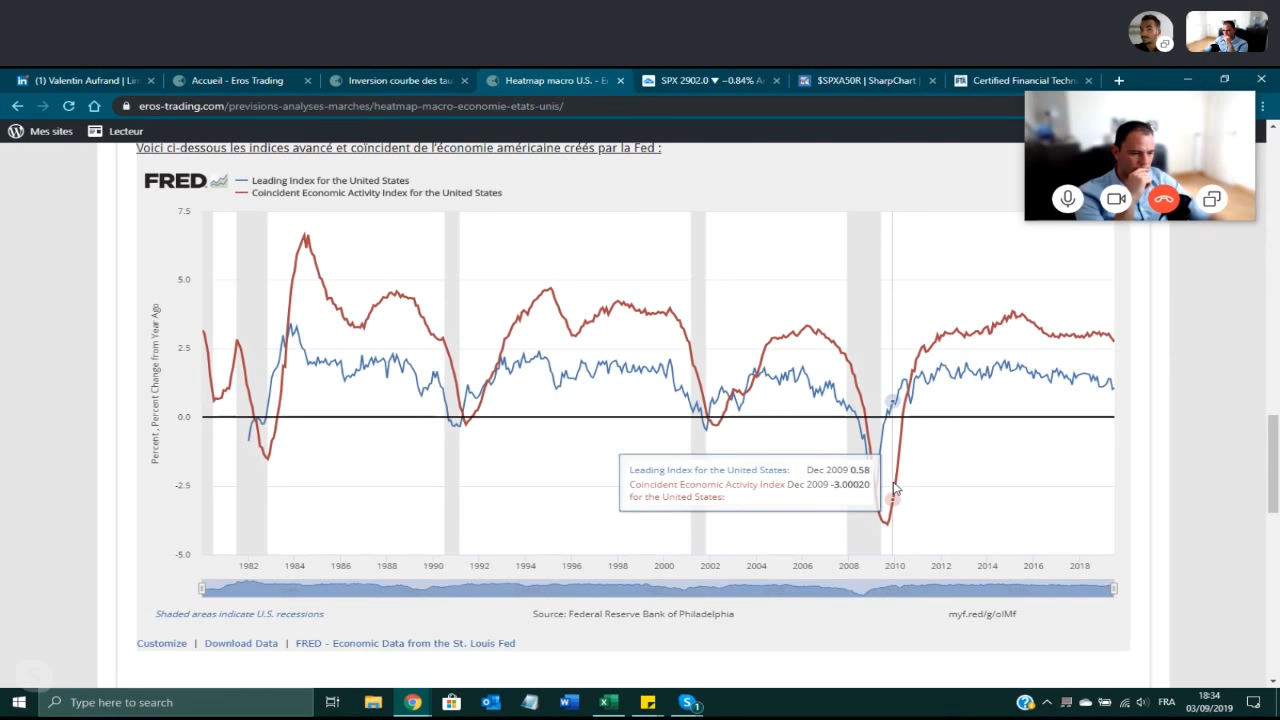 (1) Valentin Aufrand | Lin
Accueil - Eros Trading
Inversion courbe des tau
Heatmap macro U.S. - E
SPX 2902.0 ▼ −0.84% A
$SPXA50R | SharpChart
Certified Financial Techn
eros-trading.com/previsions-analyses-marches/heatmap-macro-economie-etats-unis/
Mes sites
Lecteur
Voici ci-dessous les indices avancé et coïncident de l'économie américaine créés par la Fed :
FRED
Leading Index for the United States
Coincident Economic Activity Index for the United States
7.5
5.0
2.5
0.0
-2.5
-5.0
Percent, Percent Change from Year Ago
Leading Index for the United States: Dec 2009 0.58
Coincident Economic Activity Index Dec 2009 -3.00020
for the United States:
1982 1984 1986 1988 1990 1992 1994 1996 1998 2000 2002 2004 2006 2008 2010 2012 2014 2016 2018
Shaded areas indicate U.S. recessions
Source: Federal Reserve Bank of Philadelphia
myf.red/g/olMf
Customize | Download Data | FRED - Economic Data from the St. Louis Fed
Type here to search
FRA
18:34
03/09/2019